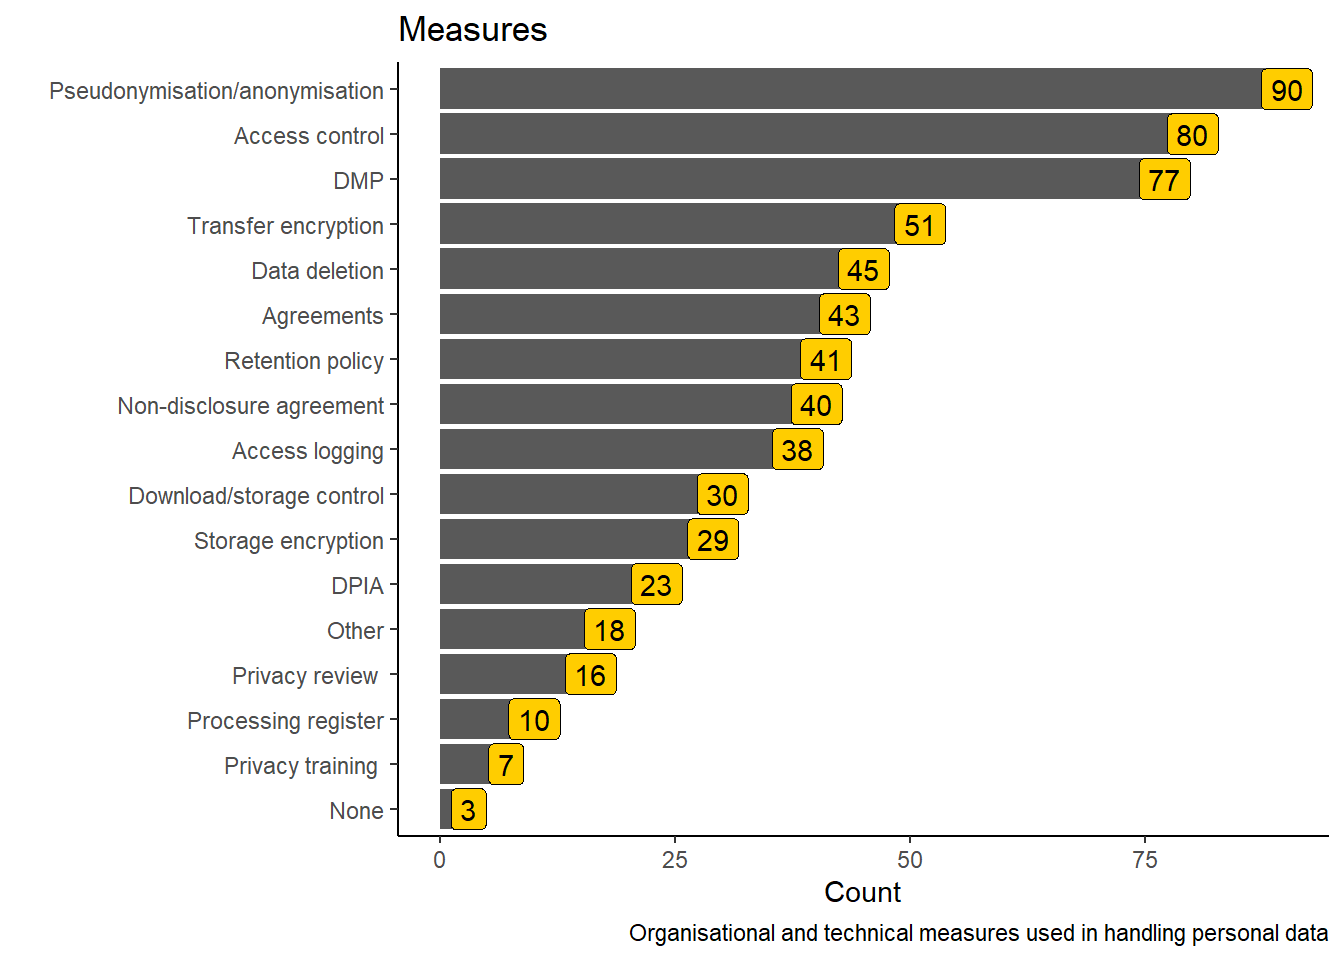 Measures
Pseudonymisation/anonymisation 90
Access control 80
DMP 77
Transfer encryption 51
Data deletion 45
Agreements 43
Retention policy 41
Non-disclosure agreement 40
Access logging 38
Download/storage control 30
Storage encryption 29
DPIA 23
Other 18
Privacy review 16
Processing register 10
Privacy training 7
None 3
0 25 50 75
Count
Organisational and technical measures used in handling personal data